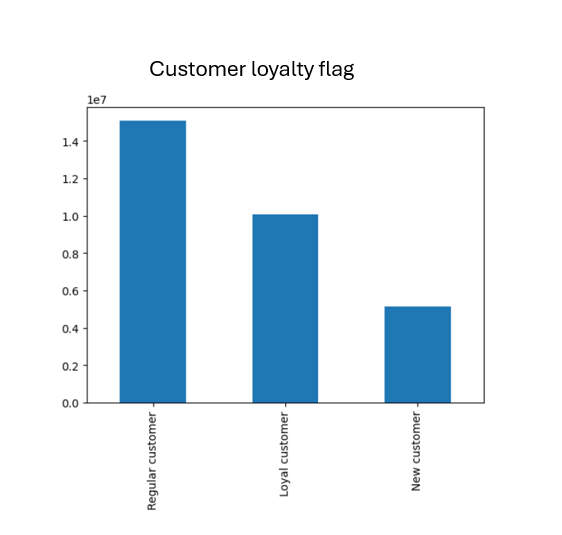 Customer loyalty flag
1e7
1.4
1.2
1.0
0.8
0.6
0.4
0.2
0.0
Regular customer
Loyal customer
New customer